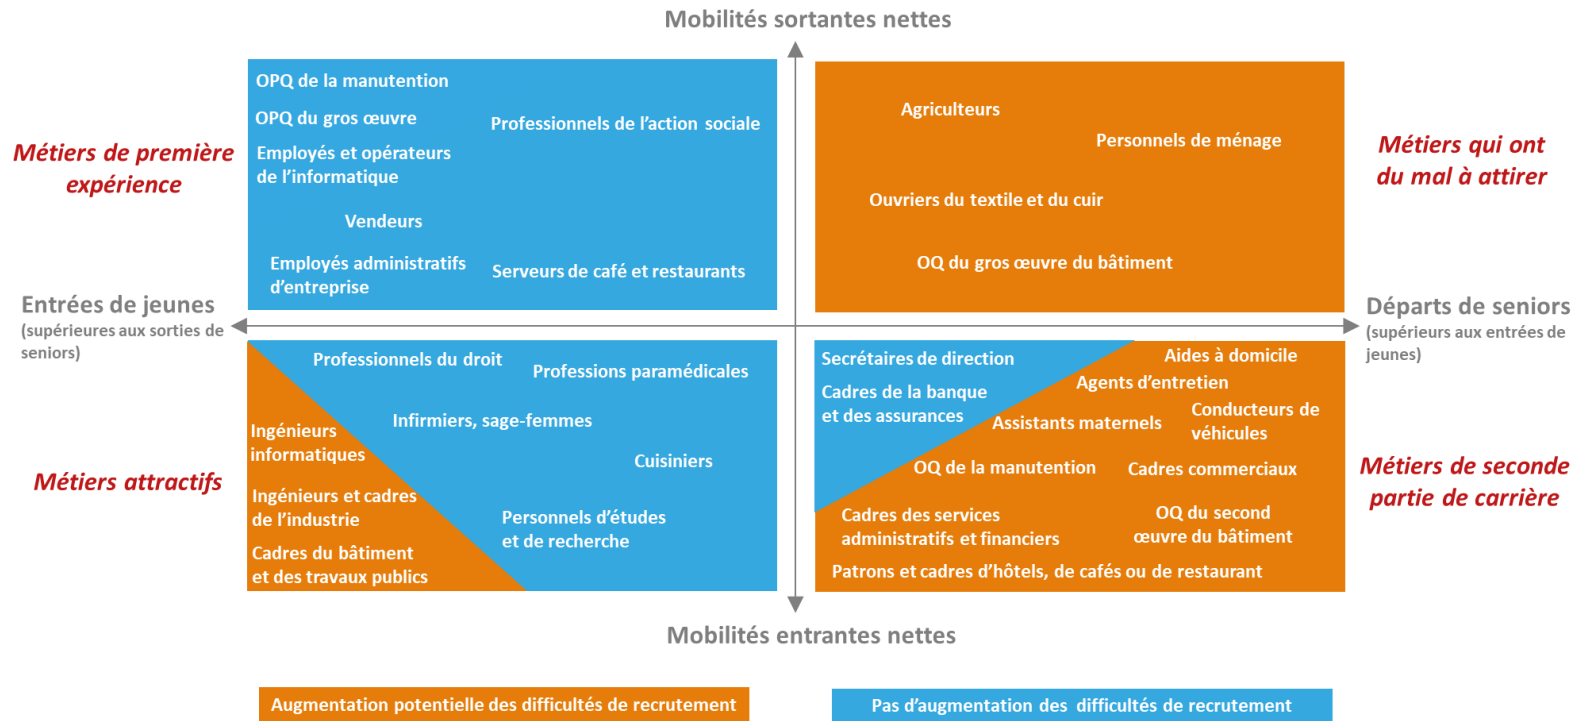 Mobilités sortantes nettes
Métiers de première
expérience
OPQ de la manutention
OPQ du gros œuvre
Professionnels de l'action sociale
Employés et opérateurs
de l'informatique
Vendeurs
Employés administratifs
d'entreprise
Serveurs de café et restaurants
Agriculteurs
Personnels de ménage
Ouvriers du textile et du cuir
OQ du gros œuvre du bâtiment
Métiers qui ont
du mal à attirer
Entrées de jeunes
(supérieures aux sorties de
seniors)
Départs de seniors
(supérieurs aux entrées de
jeunes)
Métiers attractifs
Professionnels du droit
Professions paramédicales
Infirmiers, sage-femmes
Ingénieurs
informatiques
Cuisiniers
Ingénieurs et cadres
de l'industrie
Personnels d'études
et de recherche
Cadres du bâtiment
et des travaux publics
Secrétaires de direction
Aides à domicile
Cadres de la banque
et des assurances
Agents d'entretien
Assistants maternels
Conducteurs de
véhicules
OQ de la manutention
Cadres commerciaux
Cadres des services
administratifs et financiers
OQ du second
œuvre du bâtiment
Patrons et cadres d'hôtels, de cafés ou de restaurant
Métiers de seconde
partie de carrière
Mobilités entrantes nettes
Augmentation potentielle des difficultés de recrutement
Pas d'augmentation des difficultés de recrutement